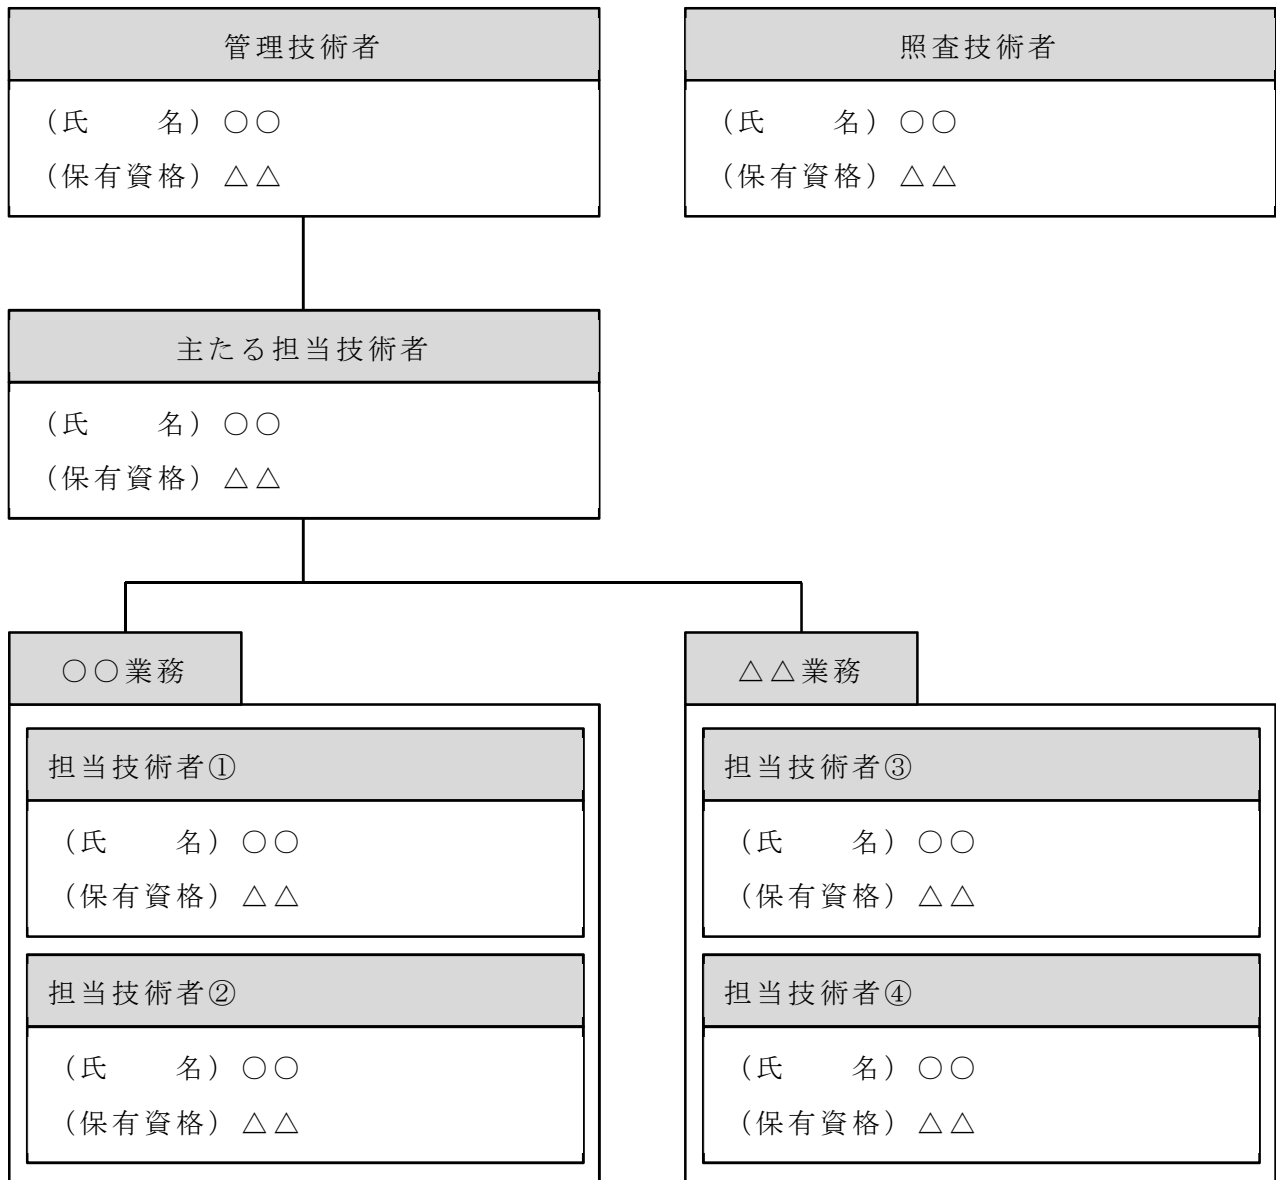 管理技術者
(氏　　名)○○
(保有資格)△△
照査技術者
(氏　　名)○○
(保有資格)△△
主たる担当技術者
(氏　　名)○○
(保有資格)△△
○○業務
担当技術者①
(氏　　名)○○
(保有資格)△△
担当技術者②
(氏　　名)○○
(保有資格)△△
△△業務
担当技術者③
(氏　　名)○○
(保有資格)△△
担当技術者④
(氏　　名)○○
(保有資格)△△